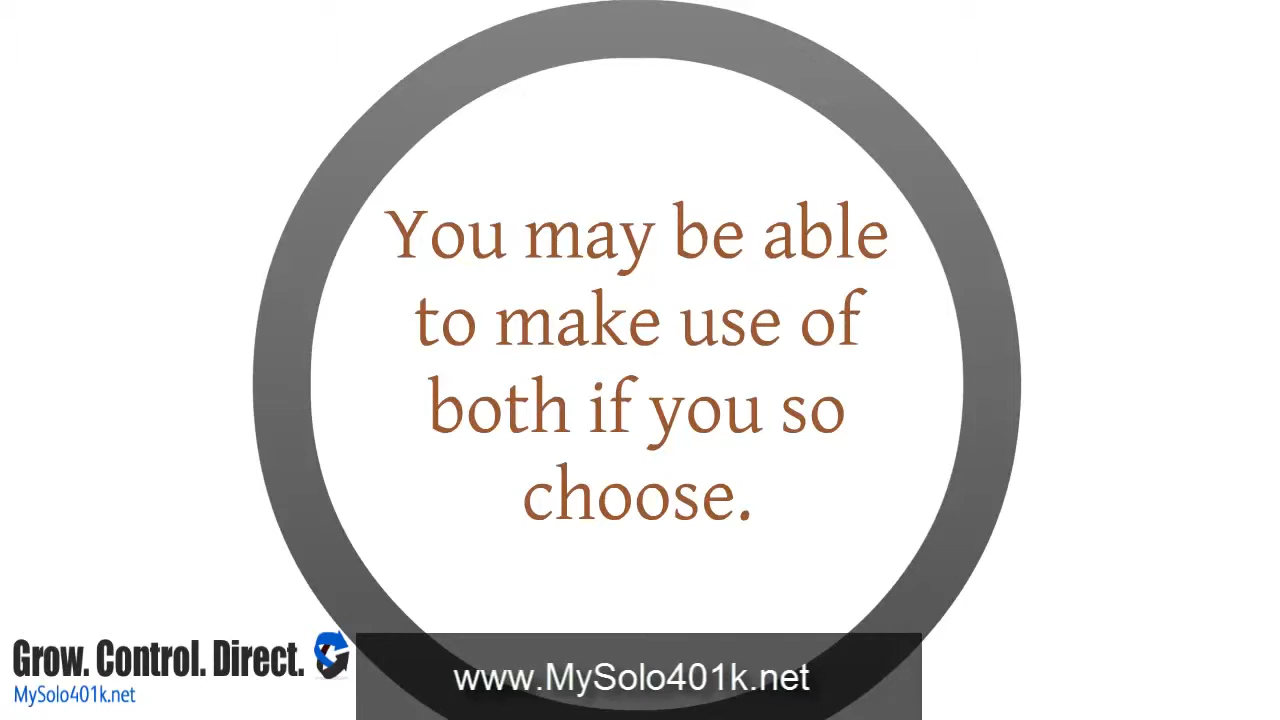 You may be able
to make use of
both if you so
choose.
Grow. Control. Direct.
MySolo401k.net
www.MySolo401k.net